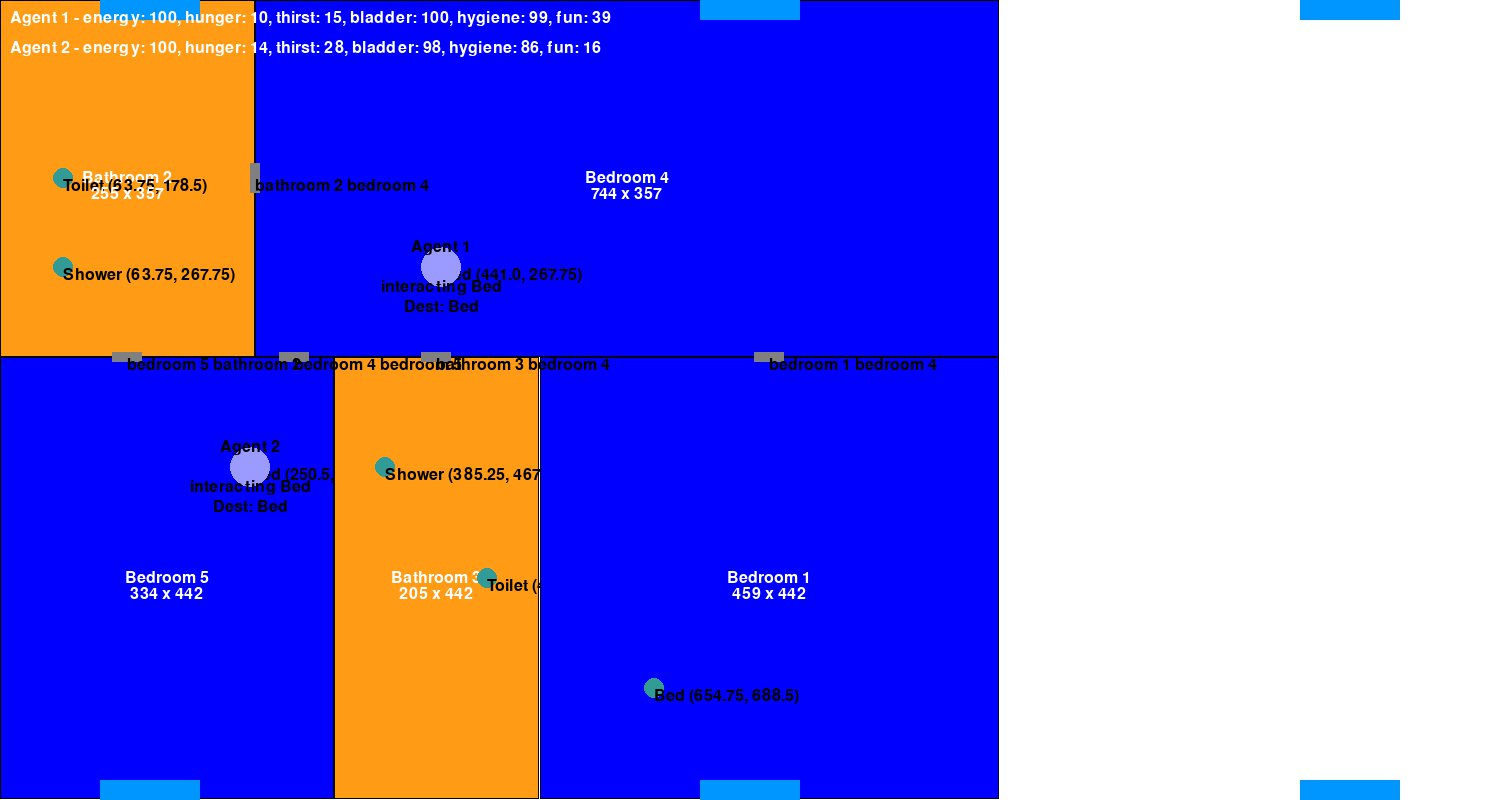 Agent 1 - energy: 100, hunger: 10, thirst: 15, bladder: 100, hygiene: 99, fun: 39
Agent 2 - energy: 100, hunger: 14, thirst: 28, bladder: 98, hygiene: 86, fun: 16
Bathroom 2
255 x 357
Toilet (63.75, 178.5)
bathroom 2 bedroom 4
Bedroom 4
744 x 357
Shower (63.75, 267.75)
Agent 1
(441.0, 267.75)
interacting Bed
Dest: Bed
bedroom 5 bathroom 2
bedroom 4 bedroom 5
bathroom 3 bedroom 4
bedroom 1 bedroom 4
Agent 2
(250.5,
interacting Bed
Dest: Bed
Shower (385.25, 467
Bedroom 5
334 x 442
Bathroom 3
205 x 442
Toilet
Bedroom 1
459 x 442
Bed (654.75, 688.5)